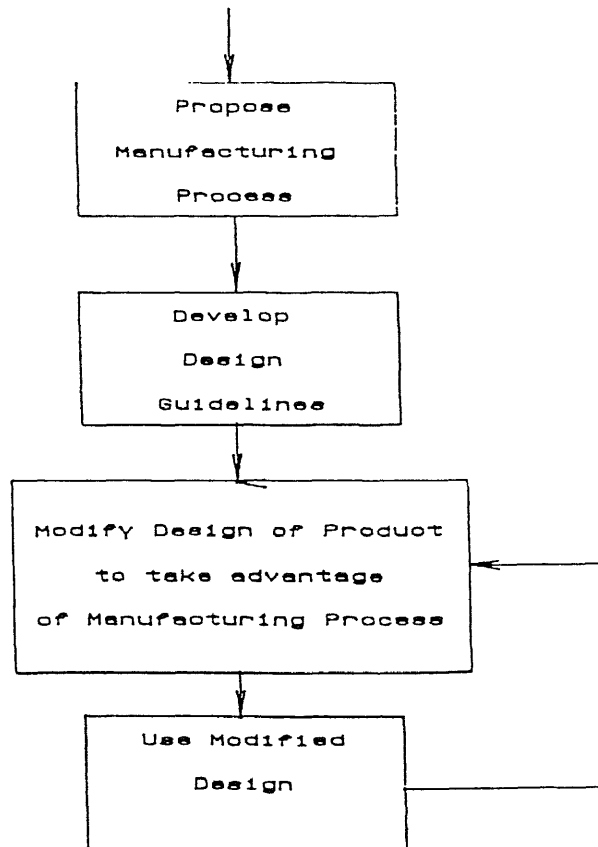 Propose
Manufacturing
Process
Develop
Design
Guidelines
Modify Design of Product
to take advantage
of Manufacturing Process
Use Modified
Design